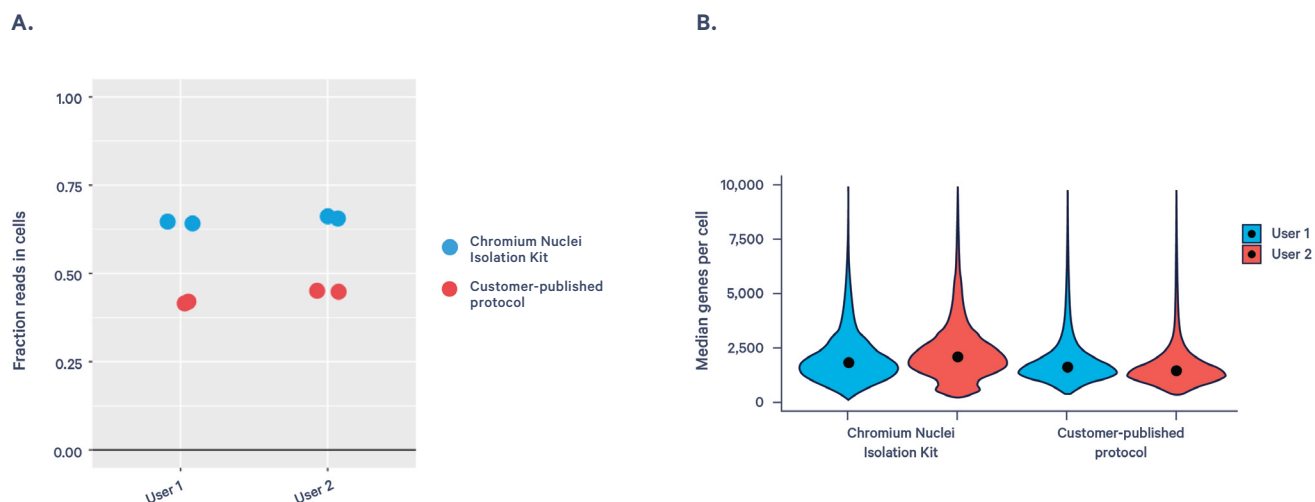 A.
Fraction reads in cells
1.00
0.75
0.50
0.25
0.00
User 1
User 2
Chromium Nuclei
Isolation Kit
Customer-published
protocol
B.
Median genes per cell
10,000
7,500
5,000
2,500
0
Chromium Nuclei
Isolation Kit
Customer-published
protocol
User 1
User 2